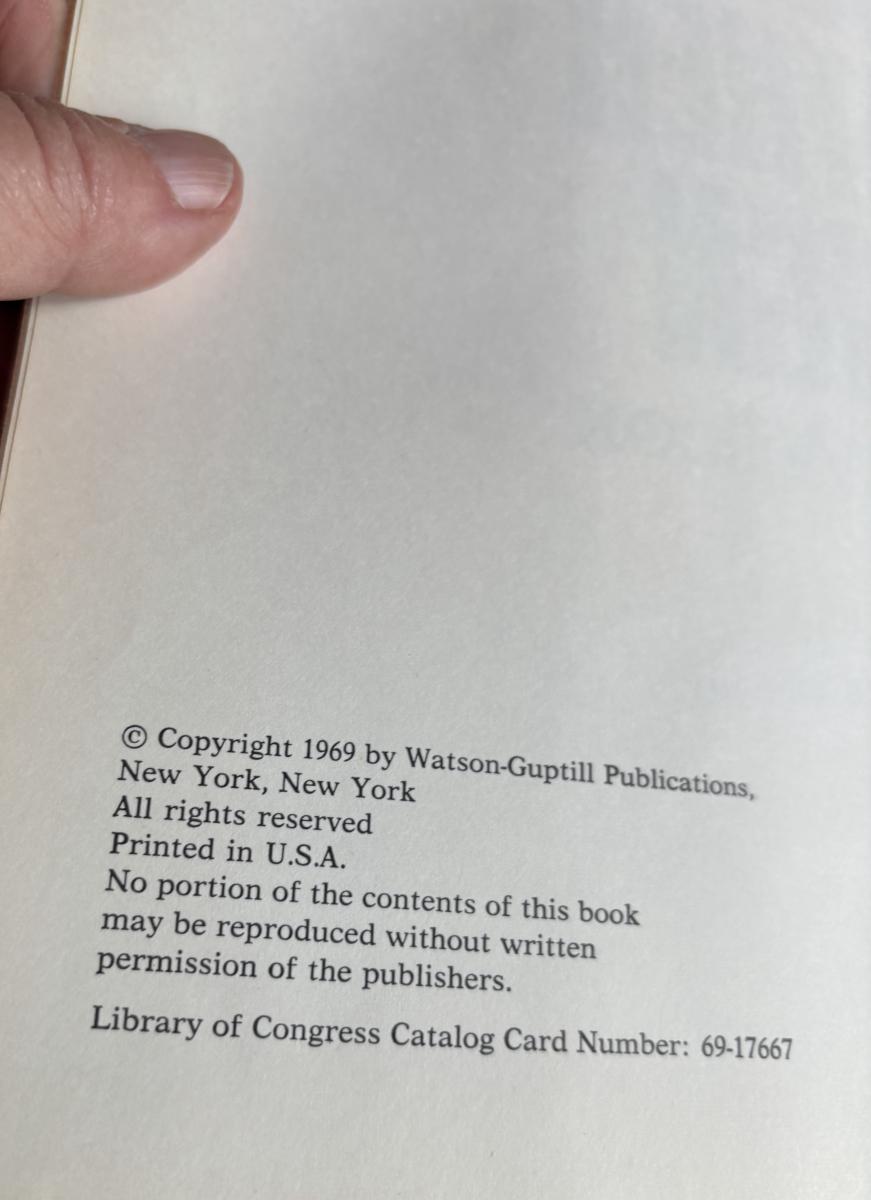 © Copyright 1969 by Watson-Guptill Publications,
New York, New York
All rights reserved
Printed in U.S.A.
No portion of the contents of this book
may be reproduced without written
permission of the publishers.
Library of Congress Catalog Card Number: 69-17667